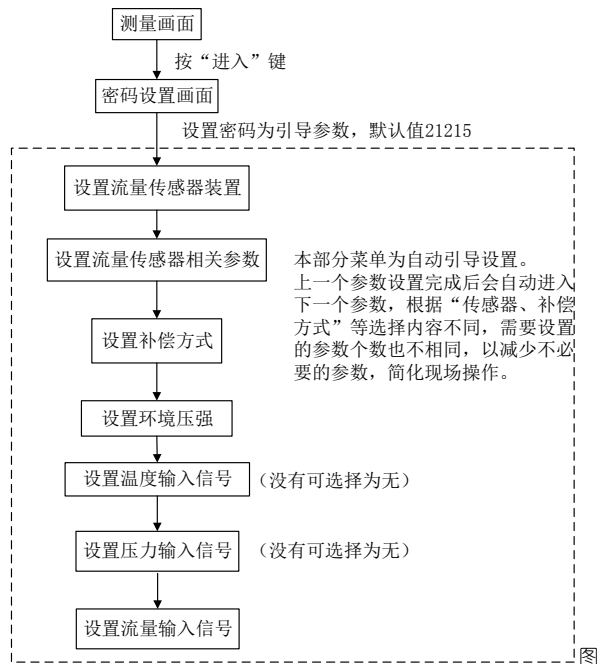 测量画面
按“进入”键
密码设置画面
设置密码为引导参数，默认值21215
设置流量传感器装置
设置流量传感器相关参数
本部分菜单为自动引导设置。
上一个参数设置完成后会自动进入
下一个参数，根据“传感器、补偿
方式”等选择内容不同，需要设置
的参数个数也不相同，以减少不必
要的参数，简化现场操作。
设置补偿方式
设置环境压强
设置温度输入信号 （没有可选择为无）
设置压力输入信号 （没有可选择为无）
设置流量输入信号
图